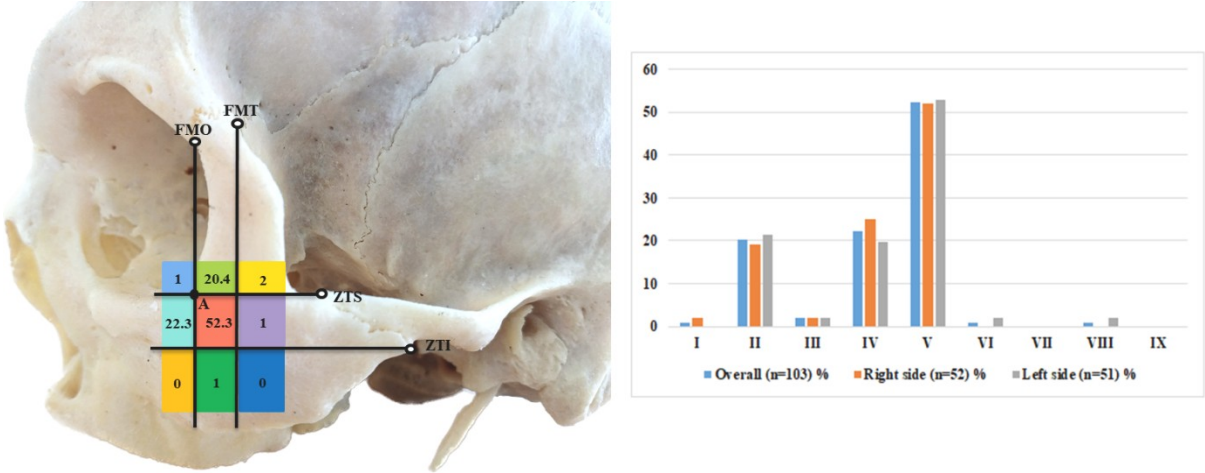 FMT
FMO
1 20.4 2
ZTS
A
22.3 52.3 1
ZTI
0 1 0
60
50
40
30
20
10
0
I II III IV V VI VII VIII IX
Overall (n=103) % Right side (n=52) % Left side (n=51) %